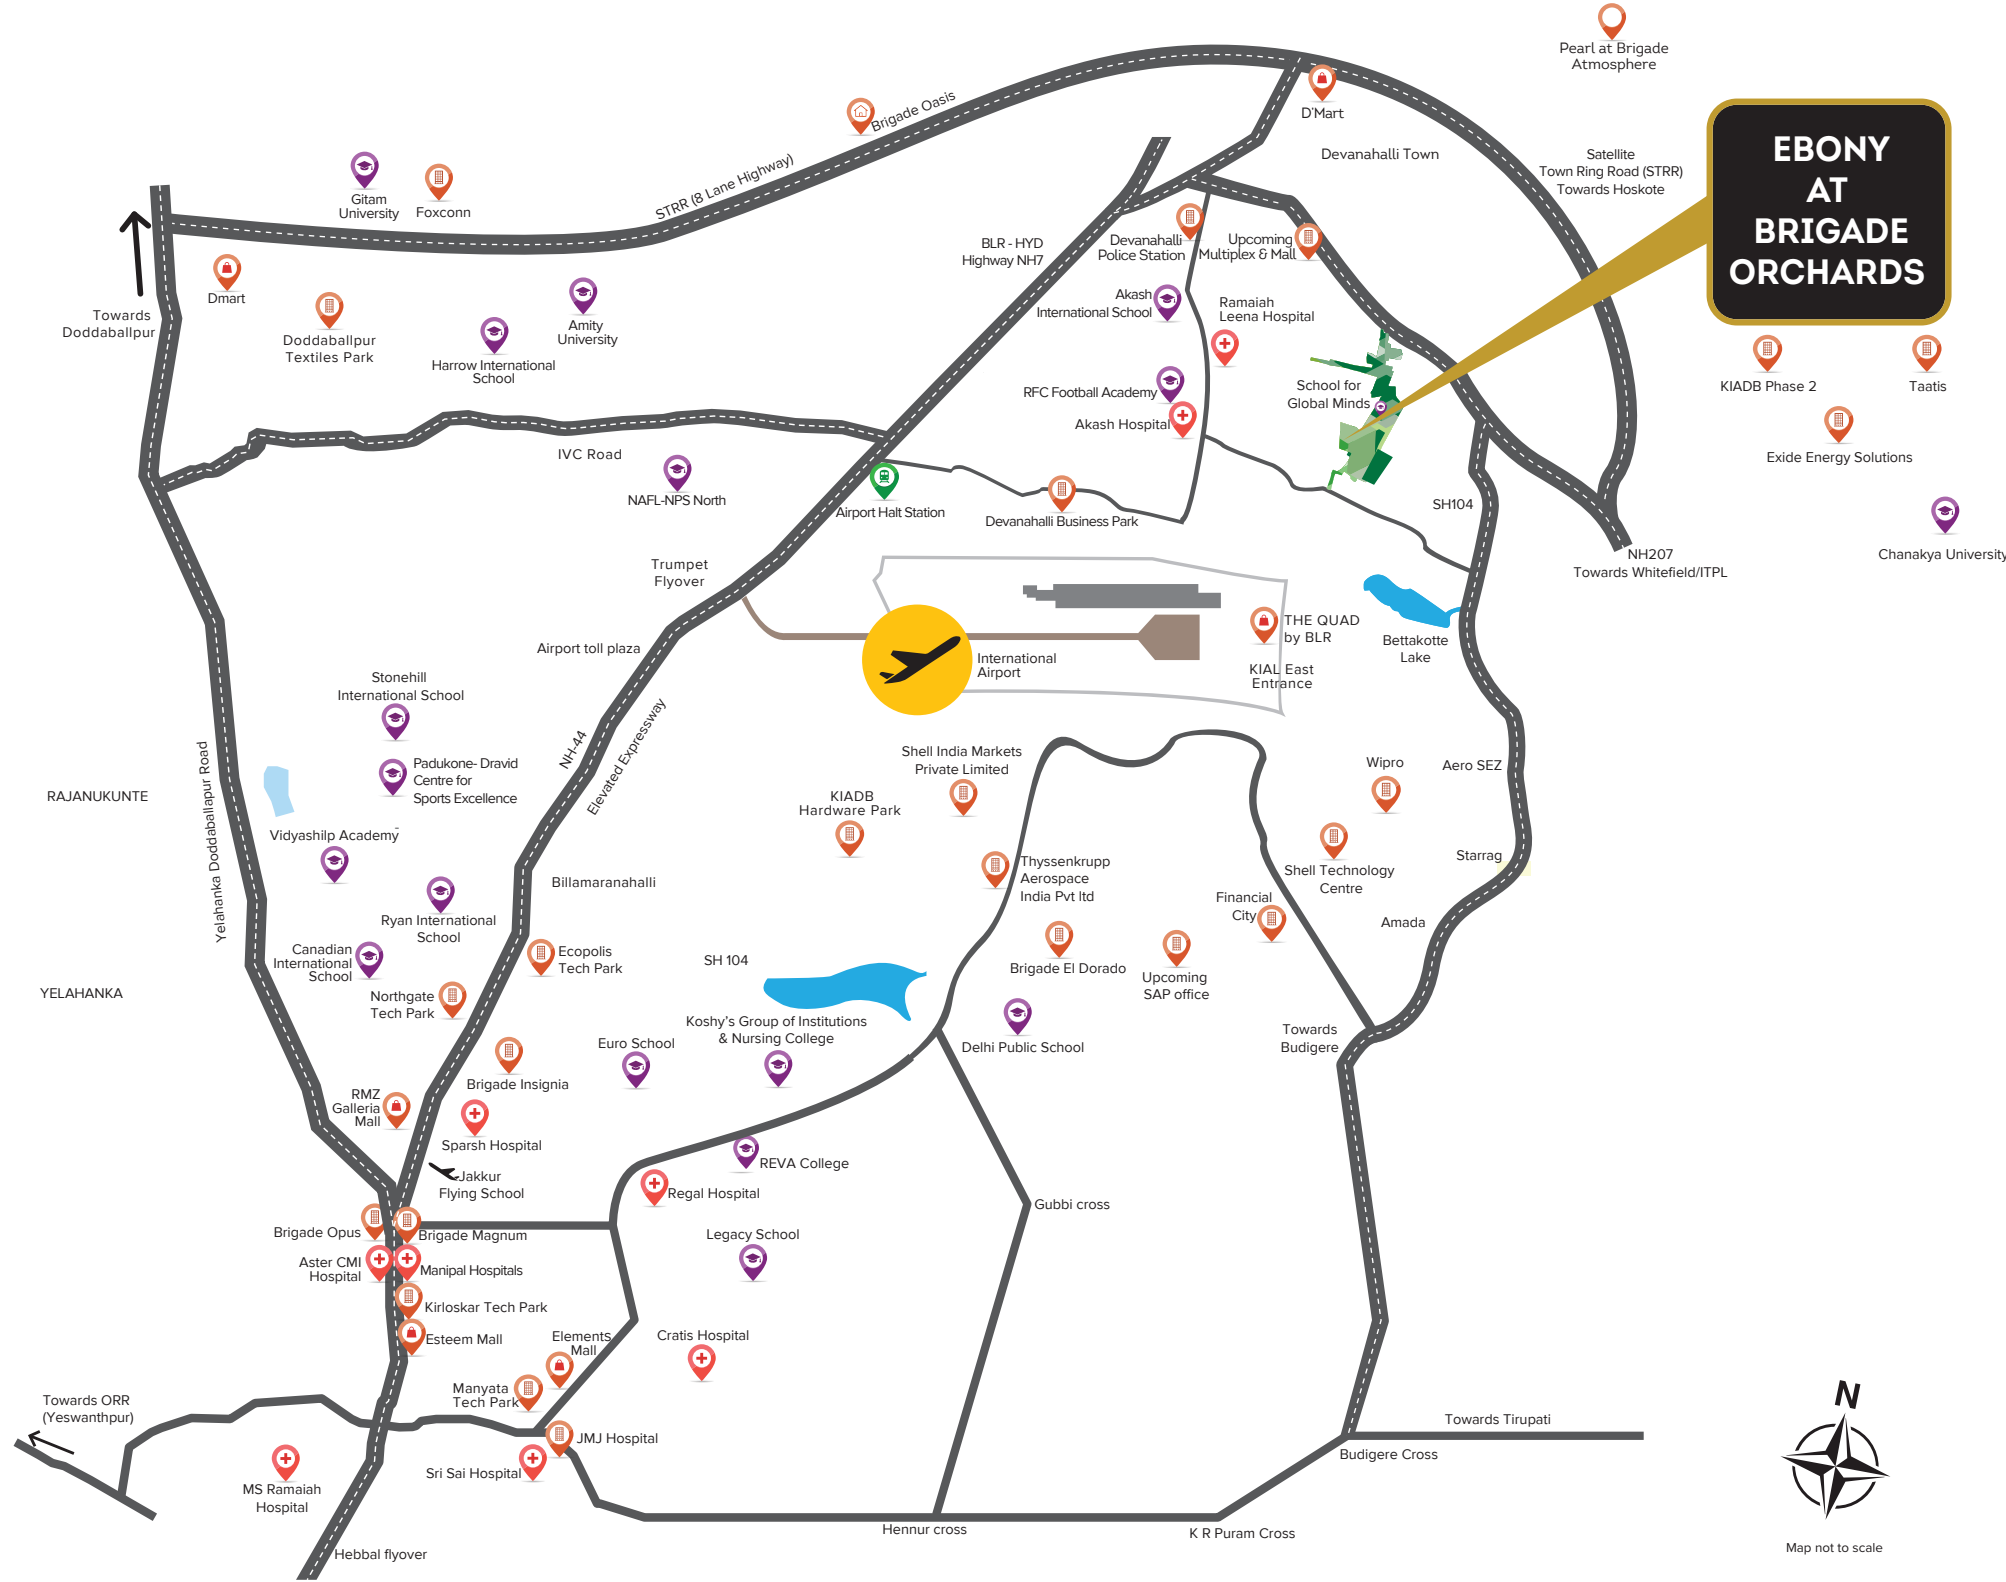 Pearl at Brigade
Atmosphere
EBONY
AT
BRIGADE
ORCHARDS
Brigade Oasis
D'Mart
Devanahalli Town
Satellite
Town Ring Road (STRR)
Towards Hoskote
STRR (8 Lane Highway)
Gitam
University
Foxconn
BLR - HYD
Highway NH7
Devanahalli
Police Station
Upcoming
Multiplex & Mall
Dmart
Towards
Doddaballpur
Doddaballpur
Textiles Park
Harrow International
School
Amity
University
Akash
International School
Ramaiah
Leena Hospital
RFC Football Academy
Akash Hospital
School for
Global Minds
KIADB Phase 2
Taatis
Exide Energy Solutions
Chanakya University
IVC Road
NAFL-NPS North
Airport Halt Station
Devanahalli Business Park
SH104
NH207
Towards Whitefield/ITPL
Trumpet
Flyover
Airport toll plaza
International
Airport
THE QUAD
by BLR
KIAL East
Entrance
Bettakotte
Lake
Stonehill
International School
Padukone- Dravid
Centre for
Sports Excellence
NH-44
Elevated Expressway
Yelahanka Doddaballapur Road
RAJANUKUNTE
Vidyashilp Academy
Shell India Markets
Private Limited
KIADB
Hardware Park
Wipro
Aero SEZ
Starrag
Shell Technology
Centre
Thyssenkrupp
Aerospace
India Pvt ltd
Billamaranahalli
Ryan International
School
Financial
City
Amada
Canadian
International
School
Ecopolis
Tech Park
SH 104
Brigade El Dorado
Upcoming
SAP office
YELAHANKA
Northgate
Tech Park
Koshy's Group of Institutions
& Nursing College
Euro School
Delhi Public School
Towards
Budigere
Brigade Insignia
RMZ
Galleria
Mall
Sparsh Hospital
REVA College
Jakkur
Flying School
Regal Hospital
Gubbi cross
Brigade Opus
Brigade Magnum
Legacy School
Aster CMI
Hospital
Manipal Hospitals
Kirloskar Tech Park
Esteem Mall
Elements
Mall
Cratis Hospital
Manyata
Tech Park
Towards ORR
(Yeswanthpur)
JMJ Hospital
Sri Sai Hospital
MS Ramaiah
Hospital
Towards Tirupati
Budigere Cross
Hennur cross
K R Puram Cross
Hebbal flyover
N
Map not to scale